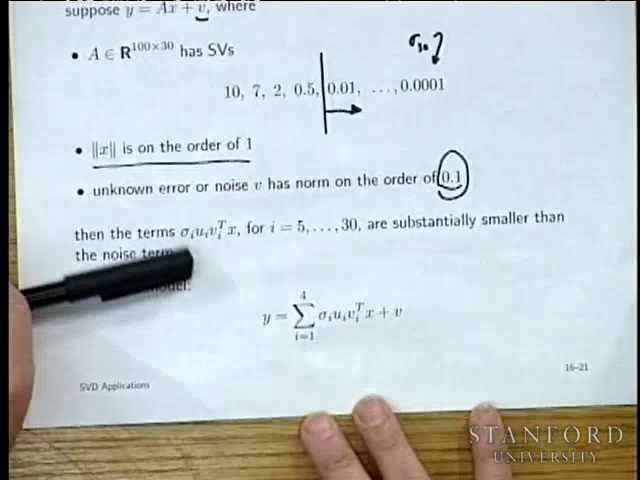 suppose y = Ax + v, where
• A ∈ R^{100×30} has SVs
σ₃₀
10, 7, 2, 0.5, 0.01, ..., 0.0001
• ‖x‖ is on the order of 1
• unknown error or noise v has norm on the order of 0.1
then the terms σ_i u_i v_i^T x, for i = 5, ..., 30, are substantially smaller than
the noise term
model:
y = \sum_{i=1}^{4} σ_i u_i v_i^T x + v
SVD Applications
16–21
STANFORD
UNIVERSITY